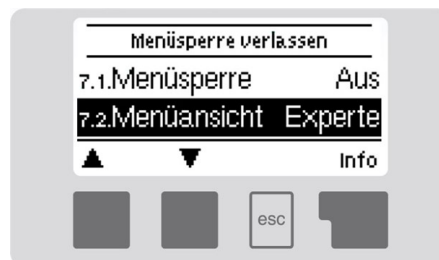 Menüsperre verlassen
7.1.Menüsperre Aus
7.2.Menüansicht Experte
▲ ▼ Info
esc